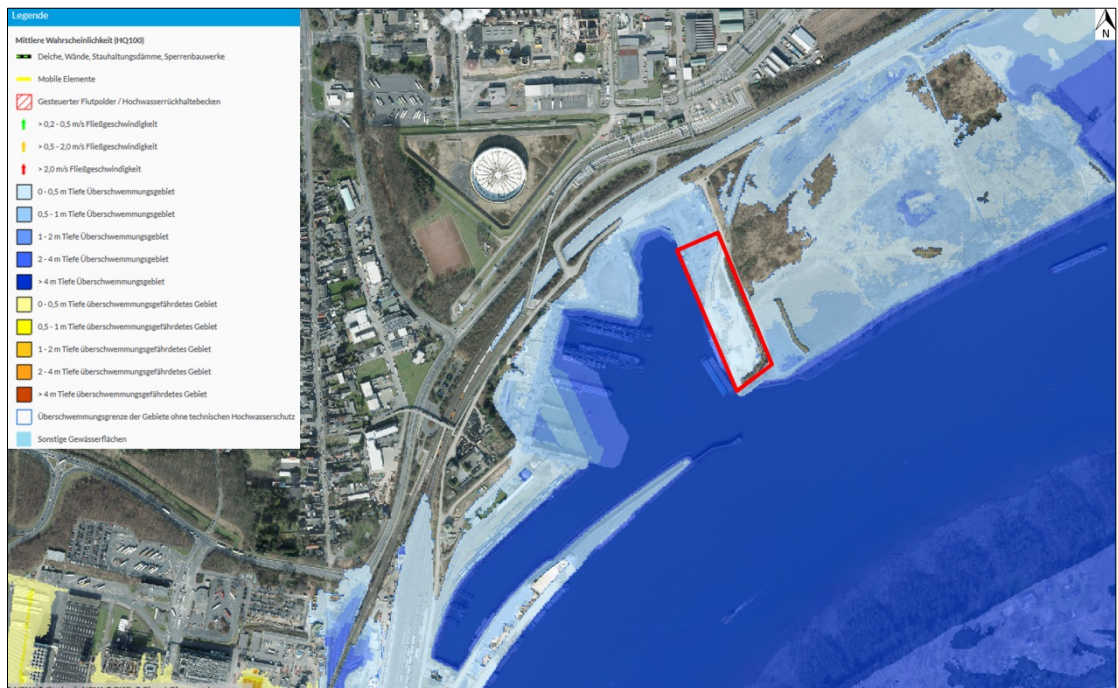 Legende
Mittlere Wahrscheinlichkeit (HQ100)
Deiche, Wände, Stauhaltungsdämme, Sperrenbauwerke
Mobile Elemente
Gesteuerter Flutpolder / Hochwasserrückhaltebecken
> 0,2 - 0,5 m/s Fließgeschwindigkeit
> 0,5 - 2,0 m/s Fließgeschwindigkeit
> 2,0 m/s Fließgeschwindigkeit
0 - 0,5 m Tiefe Überschwemmungsgebiet
0,5 - 1 m Tiefe Überschwemmungsgebiet
1 - 2 m Tiefe Überschwemmungsgebiet
2 - 4 m Tiefe Überschwemmungsgebiet
> 4 m Tiefe Überschwemmungsgebiet
0 - 0,5 m Tiefe überschwemmungsgefährdetes Gebiet
0,5 - 1 m Tiefe überschwemmungsgefährdetes Gebiet
1 - 2 m Tiefe überschwemmungsgefährdetes Gebiet
2 - 4 m Tiefe überschwemmungsgefährdetes Gebiet
> 4 m Tiefe überschwemmungsgefährdetes Gebiet
Überschwemmungsgrenze der Gebiete ohne technischen Hochwasserschutz
Sonstige Gewässerflächen
N